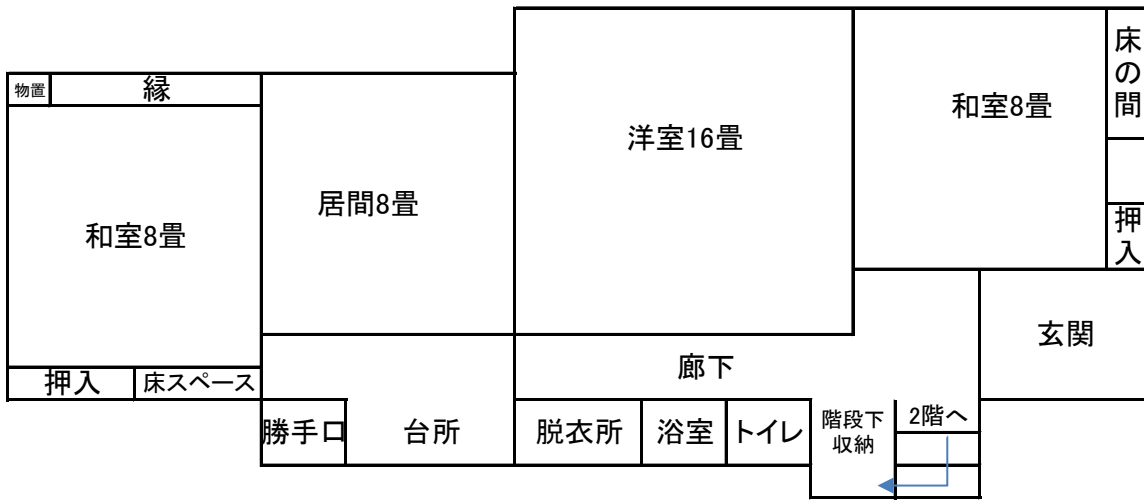 物置
縁
和室8畳
押入
床スペース
居間8畳
勝手口
台所
洋室16畳
廊下
脱衣所
浴室
トイレ
階段下
収納
2階へ
和室8畳
床の間
押入
玄関